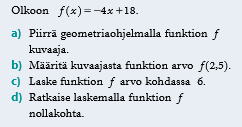 Olkoon f(x)=−4x+18.
a) Piirrä geometriaohjelmalla funktion f
kuvaaja.
b) Määritä kuvaajasta funktion arvo f(2,5).
c) Laske funktion f arvo kohdassa 6.
d) Ratkaise laskemalla funktion f
nollakohta.